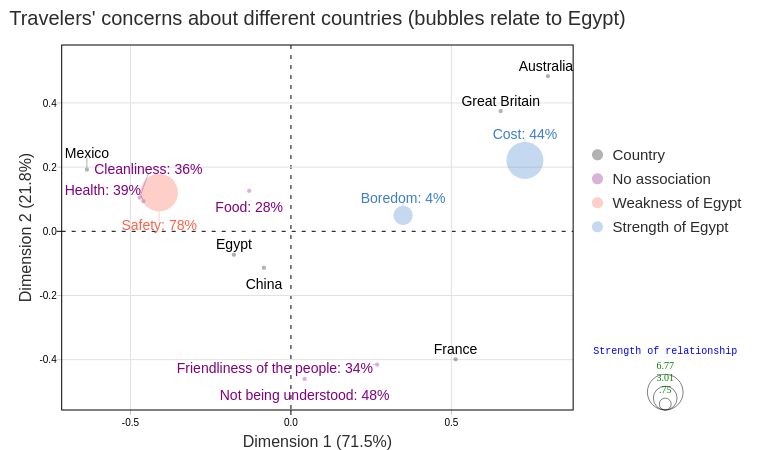 Travelers' concerns about different countries (bubbles relate to Egypt)
Australia
0.4
Great Britain
Cost: 44%
Mexico
Cleanliness: 36%
0.2
Health: 39%
Boredom: 4%
Food: 28%
Safety: 78%
0.0
Egypt
China
-0.2
France
-0.4
Friendliness of the people: 34%
Not being understood: 48%
-0.5
0.0
0.5
Dimension 1 (71.5%)
Dimension 2 (21.8%)
Country
No association
Weakness of Egypt
Strength of Egypt
Strength of relationship
6.77
3.01
.75